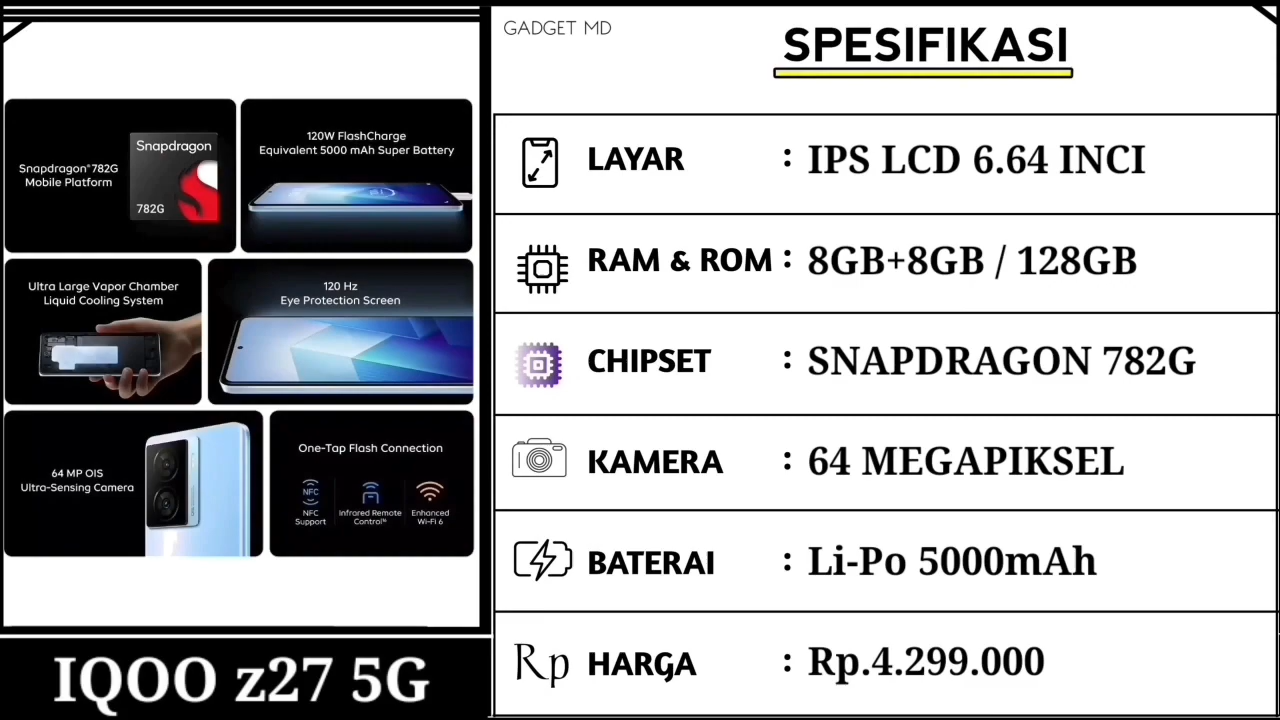 GADGET MD
SPESIFIKASI
Snapdragon®782G
Mobile Platform
Snapdragon
782G
120W FlashCharge
Equivalent 5000 mAh Super Battery
Ultra Large Vapor Chamber
Liquid Cooling System
120 Hz
Eye Protection Screen
64 MP OIS
Ultra-Sensing Camera
One-Tap Flash Connection
NFC
NFC
Support
Infrared Remote
Control™
Enhanced
Wi-Fi 6
IQOO z27 5G
LAYAR : IPS LCD 6.64 INCI
RAM & ROM : 8GB+8GB / 128GB
CHIPSET : SNAPDRAGON 782G
KAMERA : 64 MEGAPIKSEL
BATERAI : Li-Po 5000mAh
Rp HARGA : Rp.4.299.000